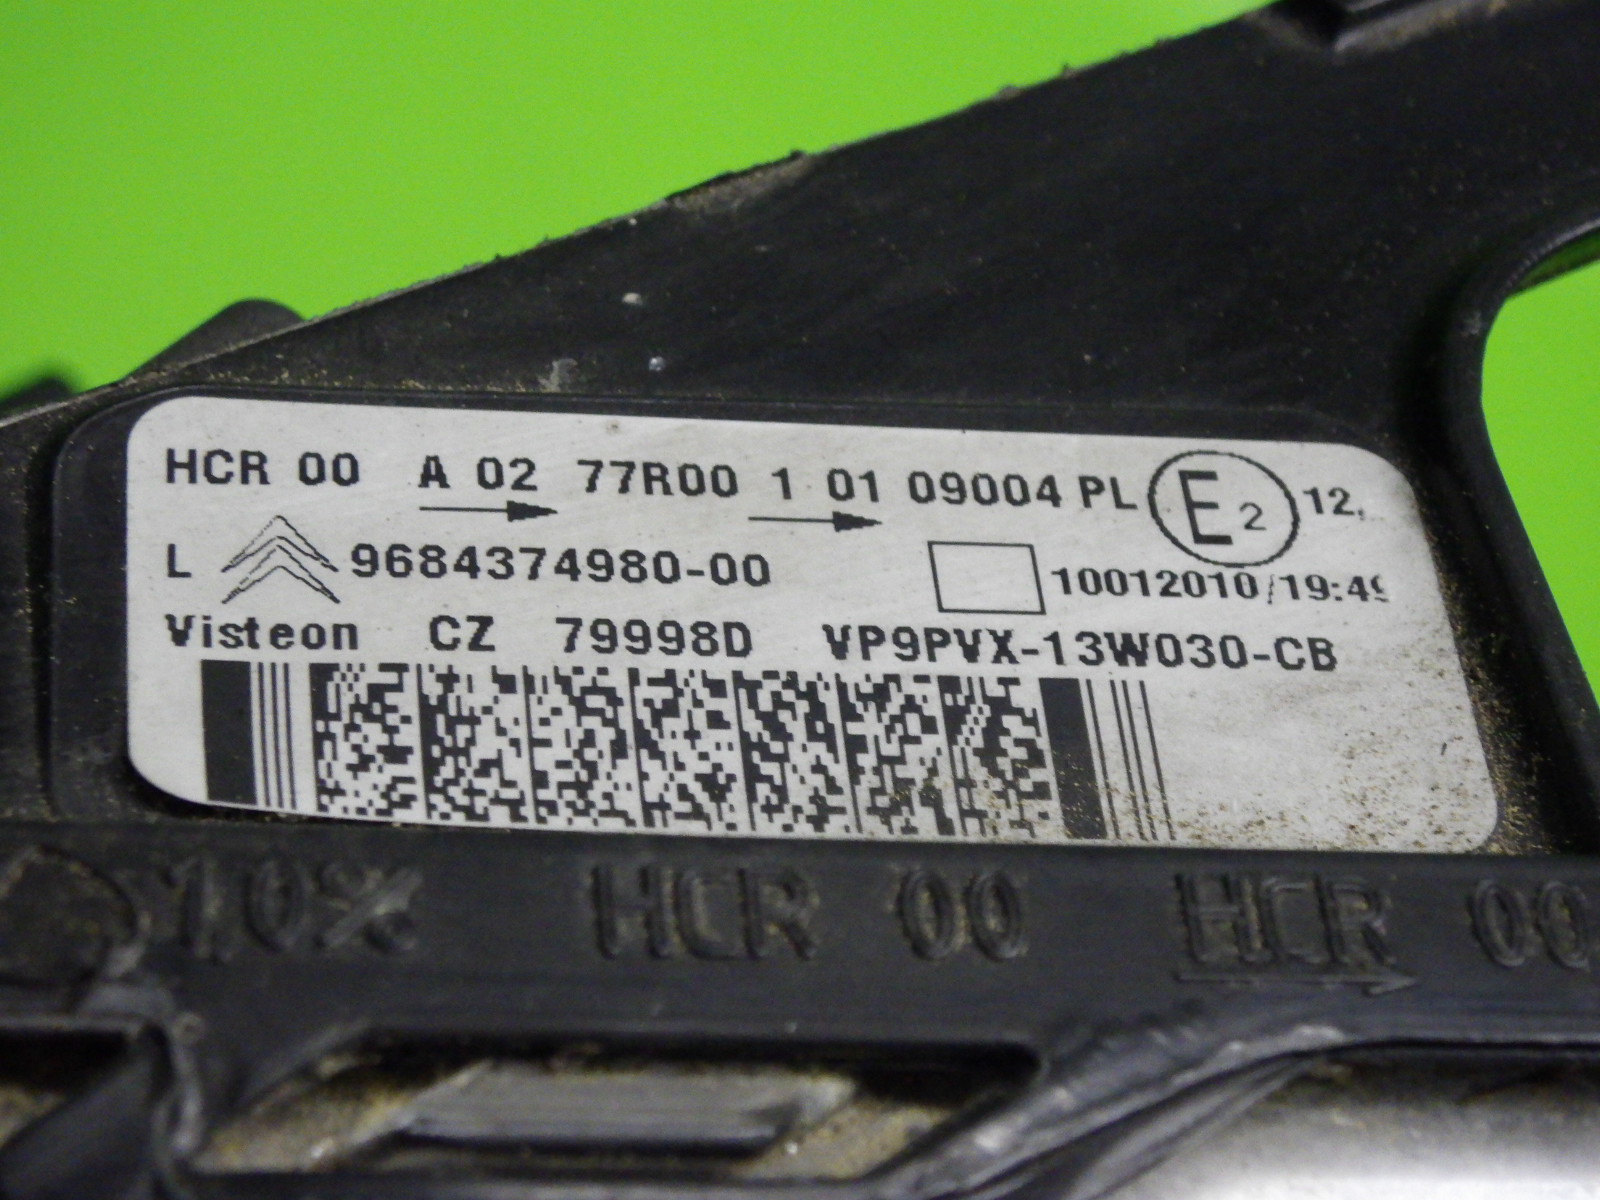 HCR 00 A 02 77R00 1 01 09004 PL E2 12
L 9684374980-00 10012010/19:49
Visteon CZ 79998D VP9PVX-13W030-CB
10% HCR 00 HCR 00